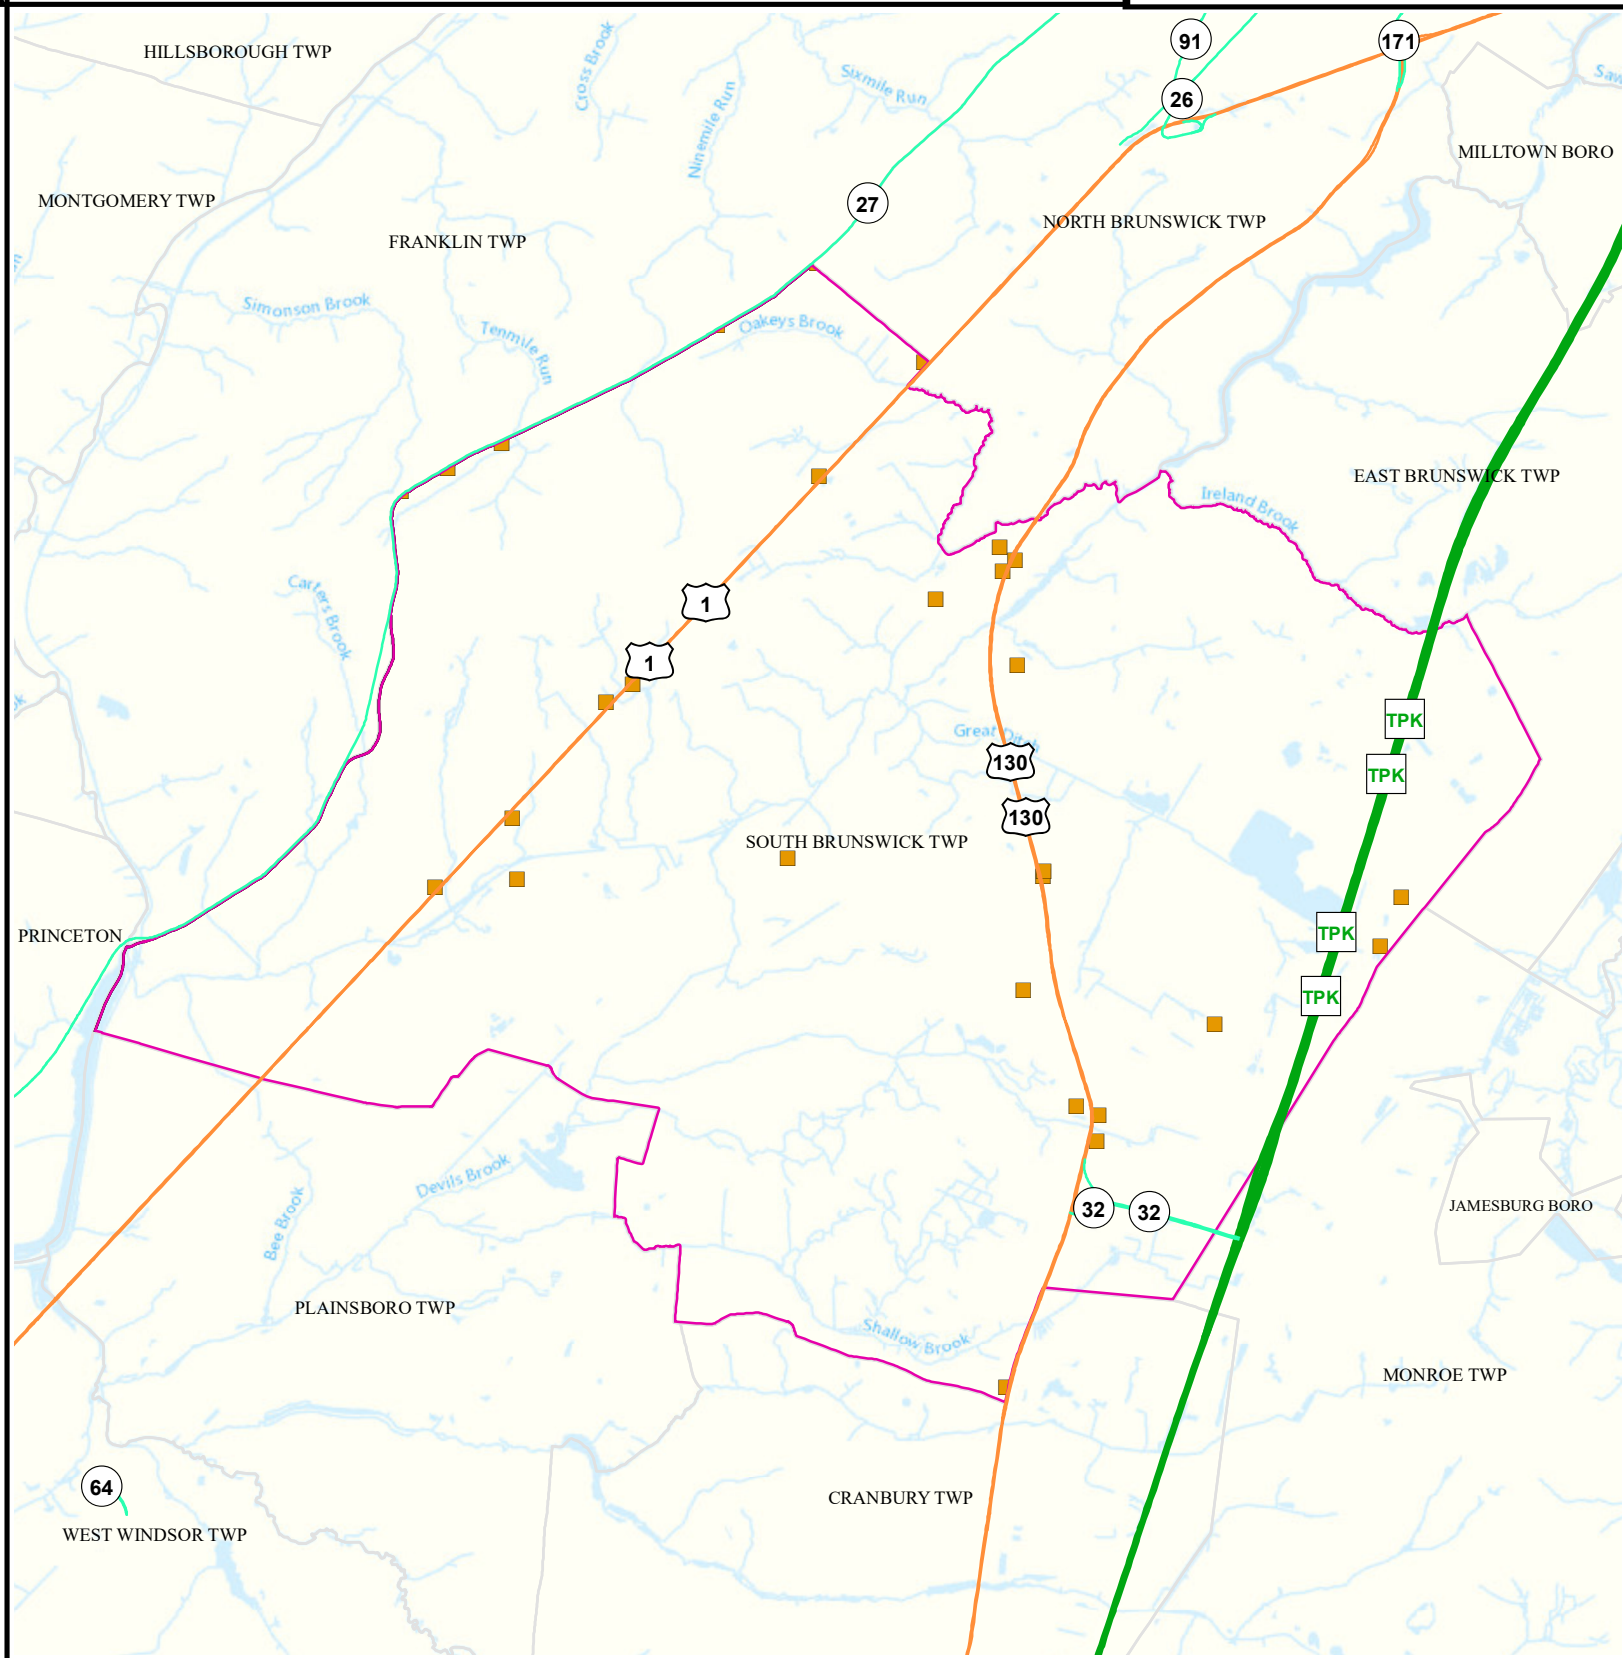 HILLSBOROUGH TWP
Cross Brook
Sixmile Run
91
171
26
Ninemile Run
MILLTOWN BORO
MONTGOMERY TWP
27
NORTH BRUNSWICK TWP
FRANKLIN TWP
Simonson Brook
Tenmile Run
Oakeys Brook
EAST BRUNSWICK TWP
Ireland Brook
Carters Brook
1
1
TPK
Great Ditch
130
TPK
130
SOUTH BRUNSWICK TWP
PRINCETON
TPK
TPK
Devils Brook
Bee Brook
32
32
JAMESBURG BORO
PLAINSBORO TWP
Shallow Brook
MONROE TWP
64
CRANBURY TWP
WEST WINDSOR TWP